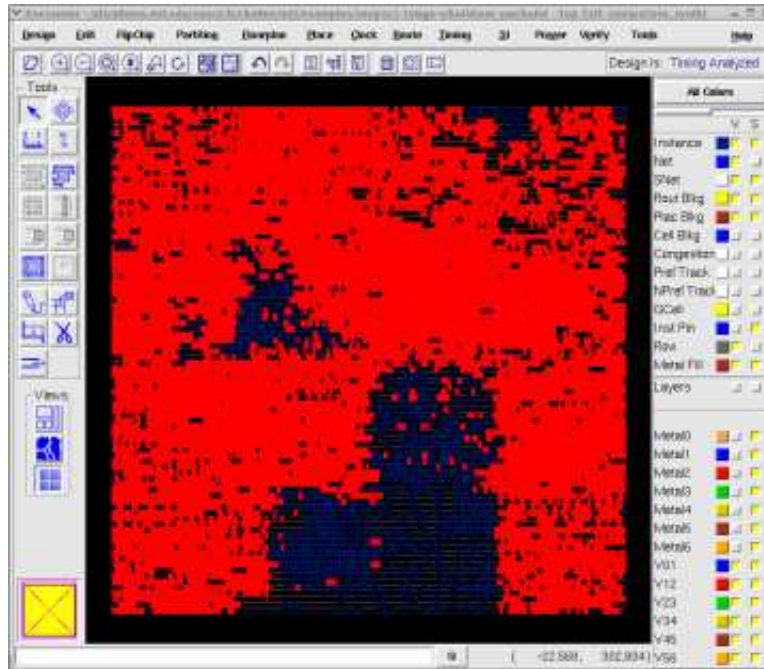 Design Edit FlipChip Partition Floorplan Place Clock Route Timing SI Power Verify Tools Help
Design is: Timing Analyzed
Tools
All Colors
V S
Instance
Net
SNet
Rout Blkg
Plac Blkg
Cell Blkg
Congestion
Pref Track
NPref Track
GCell
Inst Pin
Row
Metal Fill
Layers
Views
Metal0
Metal1
Metal2
Metal3
Metal4
Metal5
Metal6
V01
V12
V23
V34
V45
V56
( -22.568, 302.934)